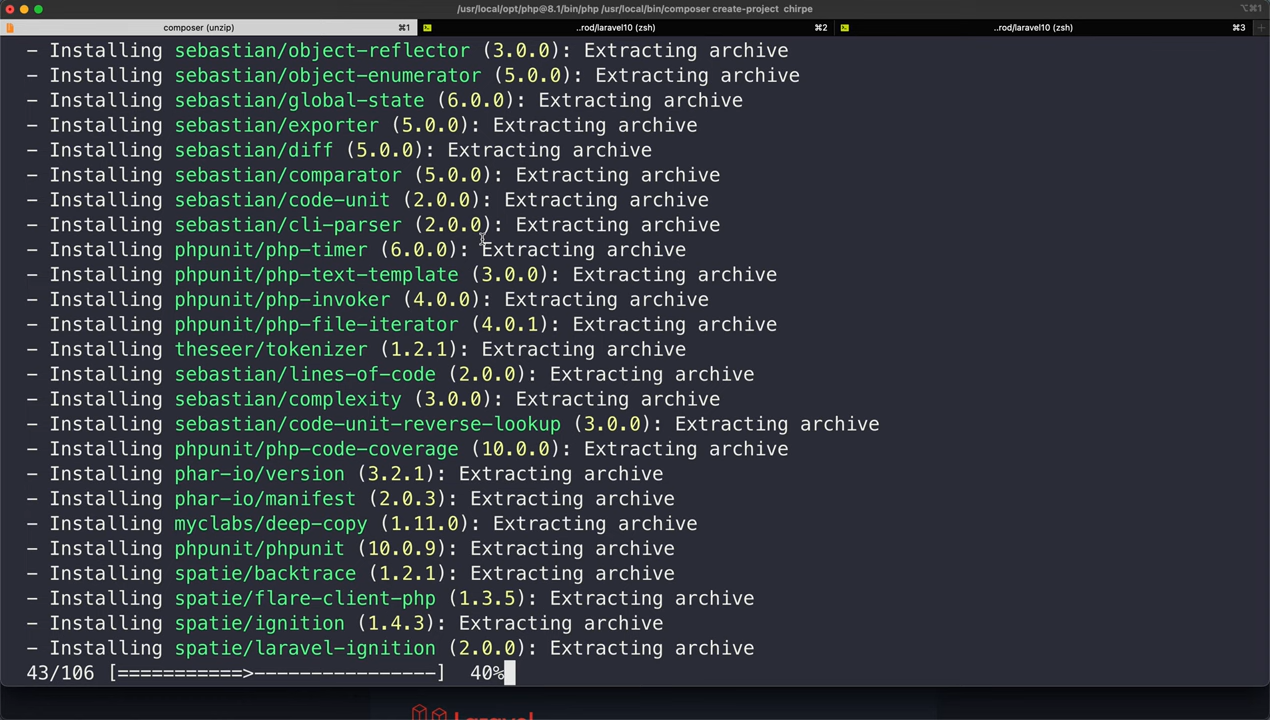 /usr/local/opt/php@8.1/bin/php /usr/local/bin/composer create-project chirpe
⌥⌘1
composer (unzip) ⌘1 ..rod/laravel10 (zsh) ⌘2 ..rod/laravel10 (zsh) ⌘3
- Installing sebastian/object-reflector (3.0.0): Extracting archive
- Installing sebastian/object-enumerator (5.0.0): Extracting archive
- Installing sebastian/global-state (6.0.0): Extracting archive
- Installing sebastian/exporter (5.0.0): Extracting archive
- Installing sebastian/diff (5.0.0): Extracting archive
- Installing sebastian/comparator (5.0.0): Extracting archive
- Installing sebastian/code-unit (2.0.0): Extracting archive
- Installing sebastian/cli-parser (2.0.0): Extracting archive
- Installing phpunit/php-timer (6.0.0): Extracting archive
- Installing phpunit/php-text-template (3.0.0): Extracting archive
- Installing phpunit/php-invoker (4.0.0): Extracting archive
- Installing phpunit/php-file-iterator (4.0.1): Extracting archive
- Installing theseer/tokenizer (1.2.1): Extracting archive
- Installing sebastian/lines-of-code (2.0.0): Extracting archive
- Installing sebastian/complexity (3.0.0): Extracting archive
- Installing sebastian/code-unit-reverse-lookup (3.0.0): Extracting archive
- Installing phpunit/php-code-coverage (10.0.0): Extracting archive
- Installing phar-io/version (3.2.1): Extracting archive
- Installing phar-io/manifest (2.0.3): Extracting archive
- Installing myclabs/deep-copy (1.11.0): Extracting archive
- Installing phpunit/phpunit (10.0.9): Extracting archive
- Installing spatie/backtrace (1.2.1): Extracting archive
- Installing spatie/flare-client-php (1.3.5): Extracting archive
- Installing spatie/ignition (1.4.3): Extracting archive
- Installing spatie/laravel-ignition (2.0.0): Extracting archive
43/106 [===========>----------------] 40%
Laravel